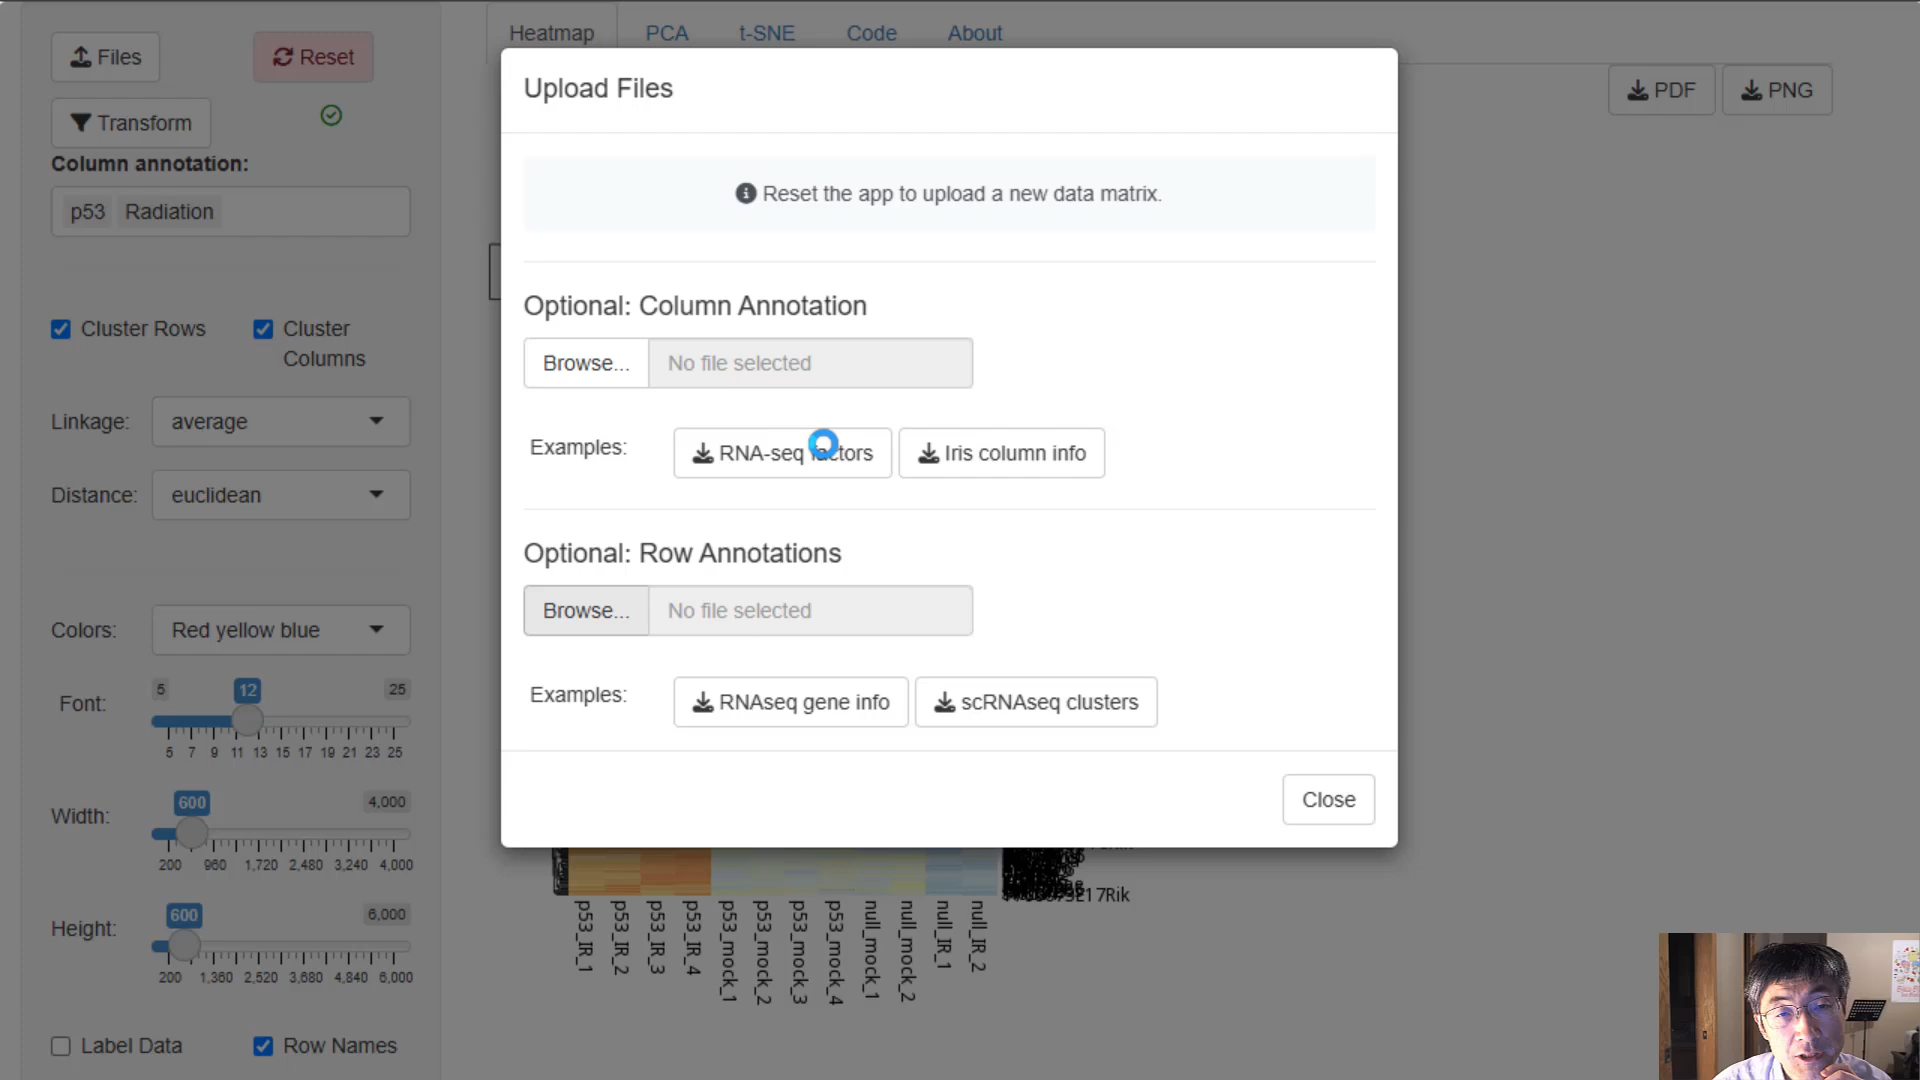 Files
Reset
Transform
Column annotation:
p53 Radiation
Cluster Rows
Cluster Columns
Linkage: average
Distance: euclidean
Colors: Red yellow blue
Font:
5 12 25
5 7 9 11 13 15 17 19 21 23 25
Width:
600 4,000
200 960 1,720 2,480 3,240 4,000
Height:
600 6,000
200 1,360 2,520 3,680 4,840 6,000
Label Data
Row Names
Heatmap PCA t-SNE Code About
PDF PNG
Upload Files
Reset the app to upload a new data matrix.
Optional: Column Annotation
Browse... No file selected
Examples: RNA-seq factors Iris column info
Optional: Row Annotations
Browse... No file selected
Examples: RNAseq gene info scRNAseq clusters
Close
p53_IR_1
p53_IR_2
p53_IR_3
p53_IR_4
p53_mock_1
p53_mock_2
p53_mock_3
p53_mock_4
null_mock_1
null_mock_2
null_IR_1
null_IR_2